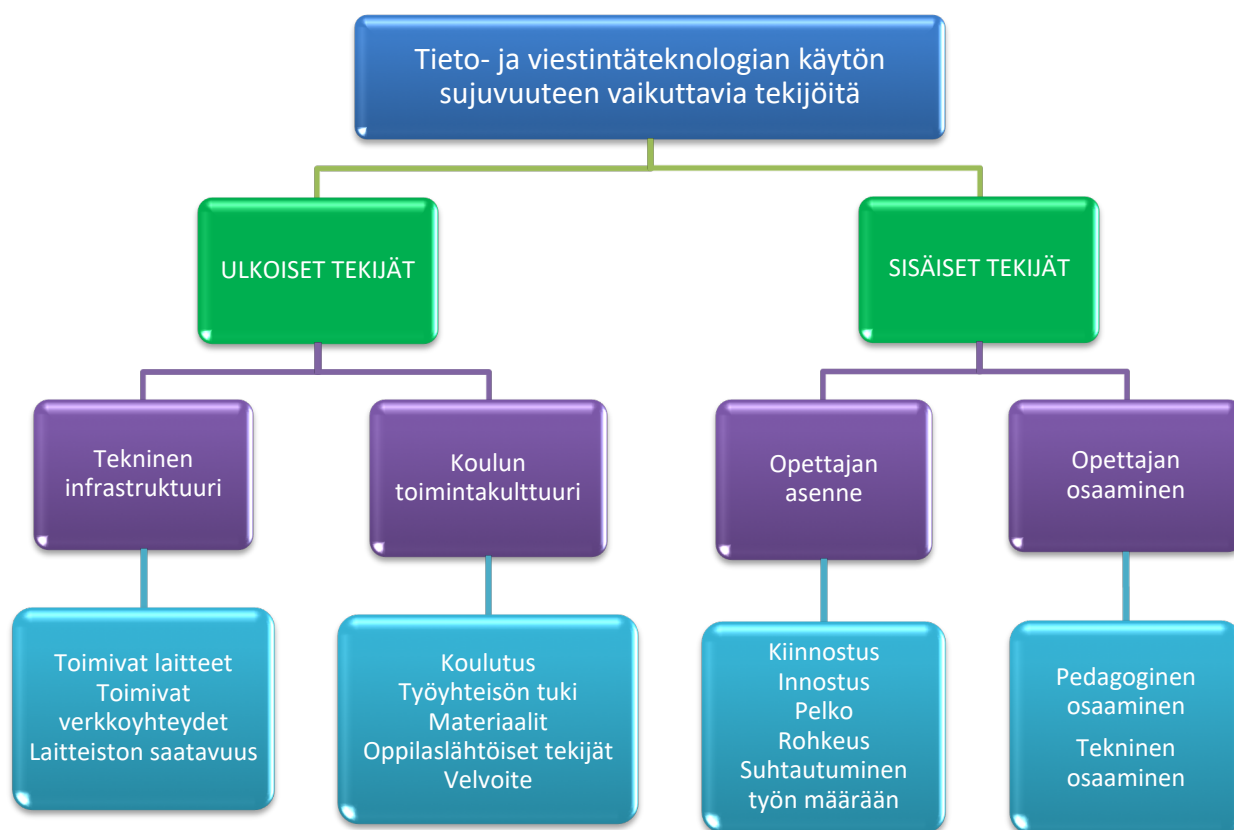 Tieto- ja viestintäteknologian käytön
sujuvuuteen vaikuttavia tekijöitä
ULKOISET TEKIJÄT
SISÄISET TEKIJÄT
Tekninen
infrastruktuuri
Koulun
toimintakulttuuri
Opettajan
asenne
Opettajan
osaaminen
Toimivat laitteet
Toimivat
verkkoyhteydet
Laitteiston saatavuus
Koulutus
Työyhteisön tuki
Materiaalit
Oppilaslähtöiset tekijät
Velvoite
Kiinnostus
Innostus
Pelko
Rohkeus
Suhtautuminen
työn määrään
Pedagoginen
osaaminen
Tekninen
osaaminen